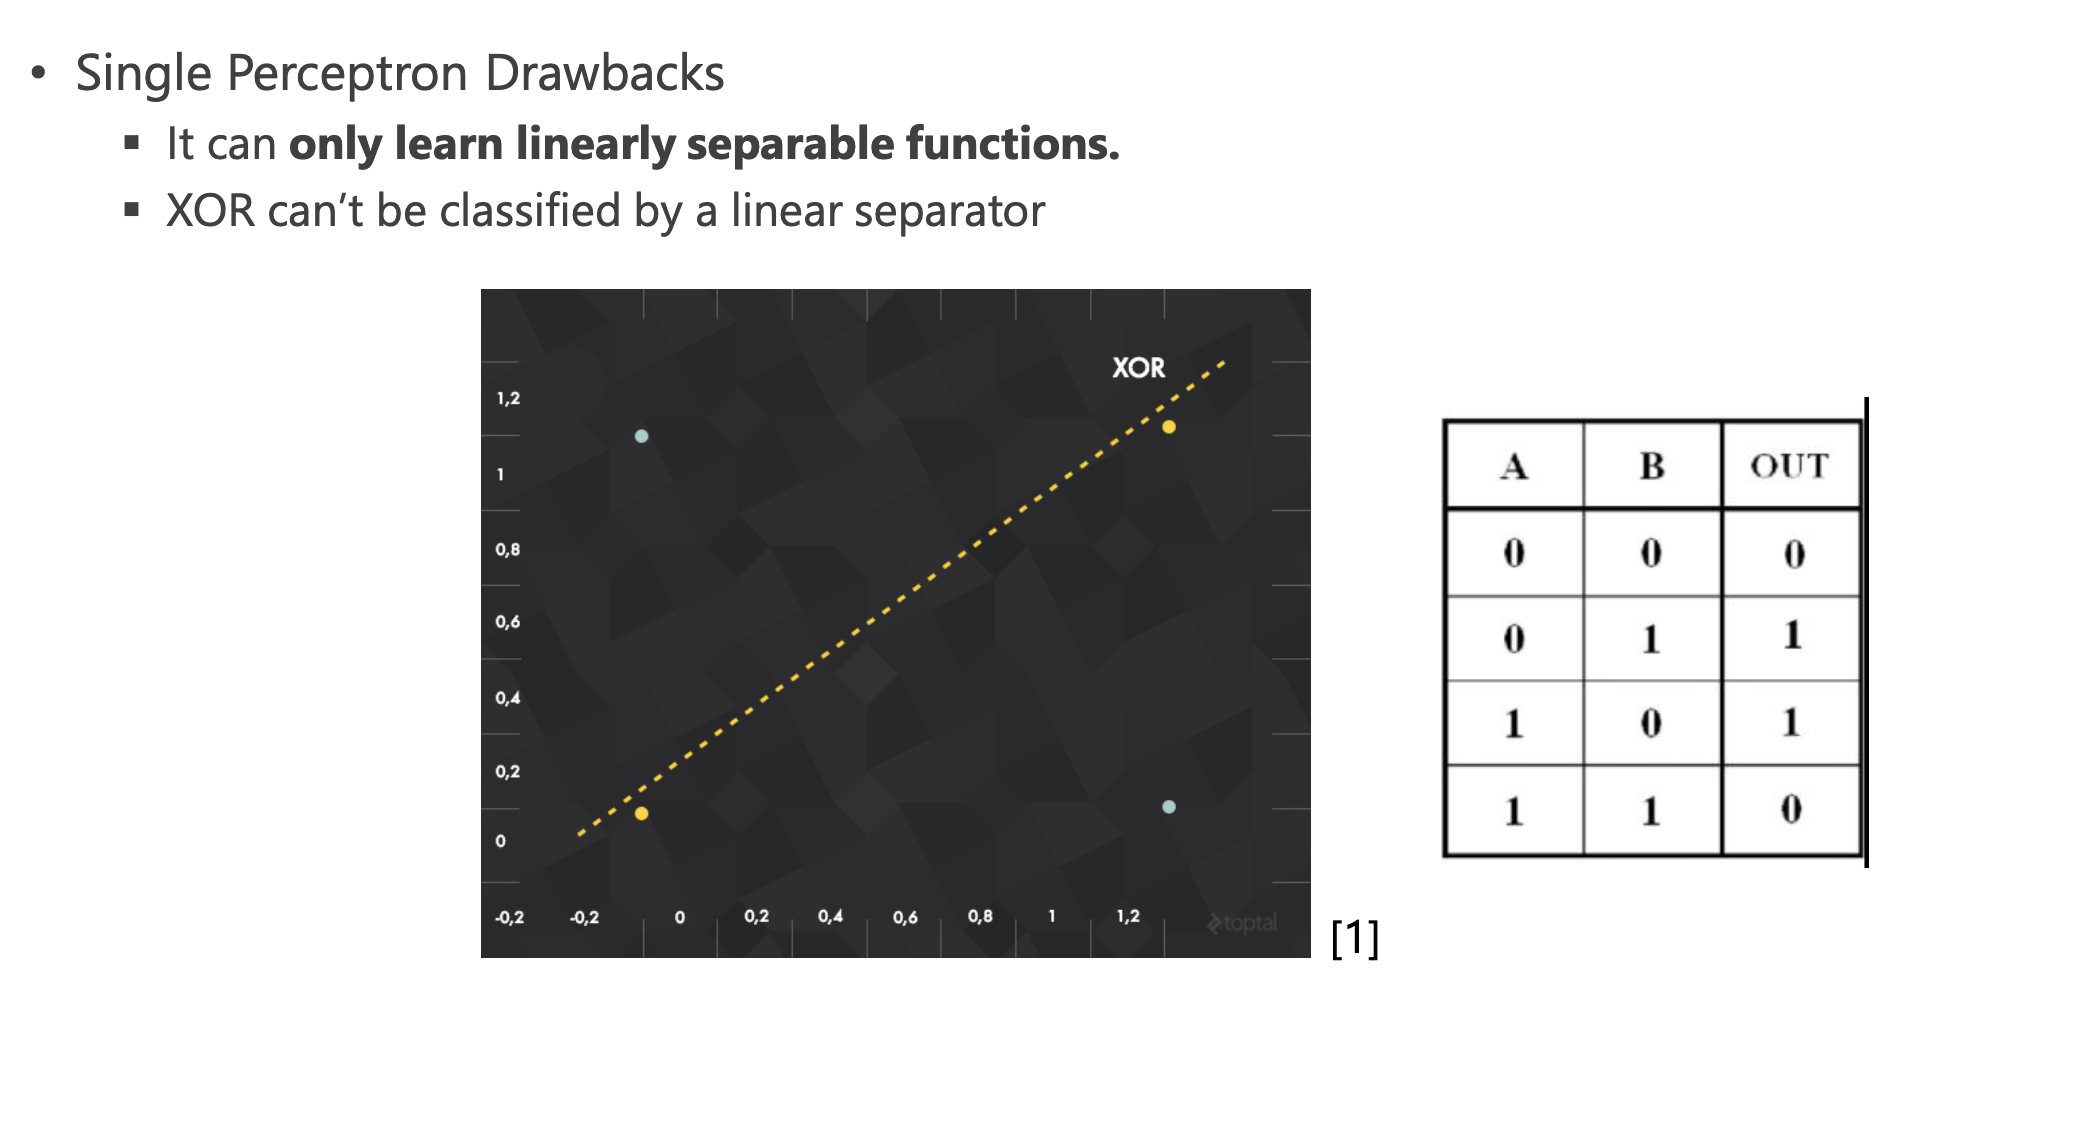 • Single Perceptron Drawbacks
▪ It can only learn linearly separable functions.
▪ XOR can't be classified by a linear separator
XOR
1,2
1
0,8
0,6
0,4
0,2
0
-0,2 -0,2 0 0,2 0,4 0,6 0,8 1 1,2
toptal
[1]
A B OUT
0 0 0
0 1 1
1 0 1
1 1 0